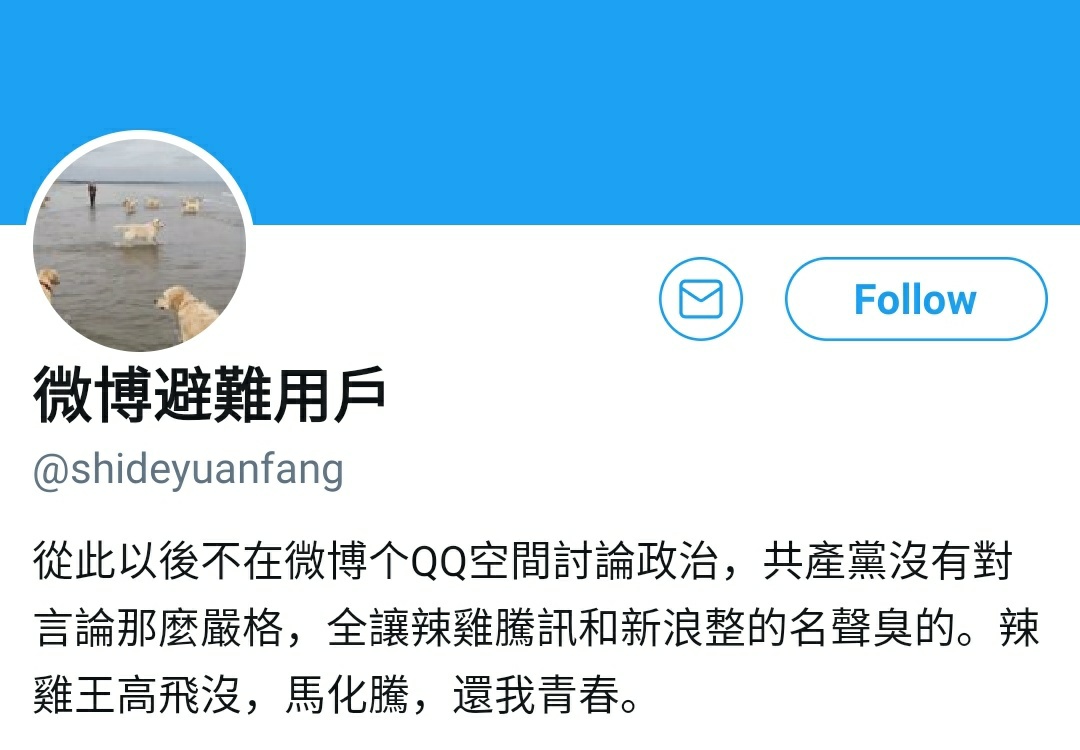 Follow
微博避難用戶
@shideyuanfang
從此以後不在微博个QQ空間討論政治，共產黨沒有對
言論那麼嚴格，全讓辣雞騰訊和新浪整的名聲臭的。辣
雞王高飛沒，馬化騰，還我青春。